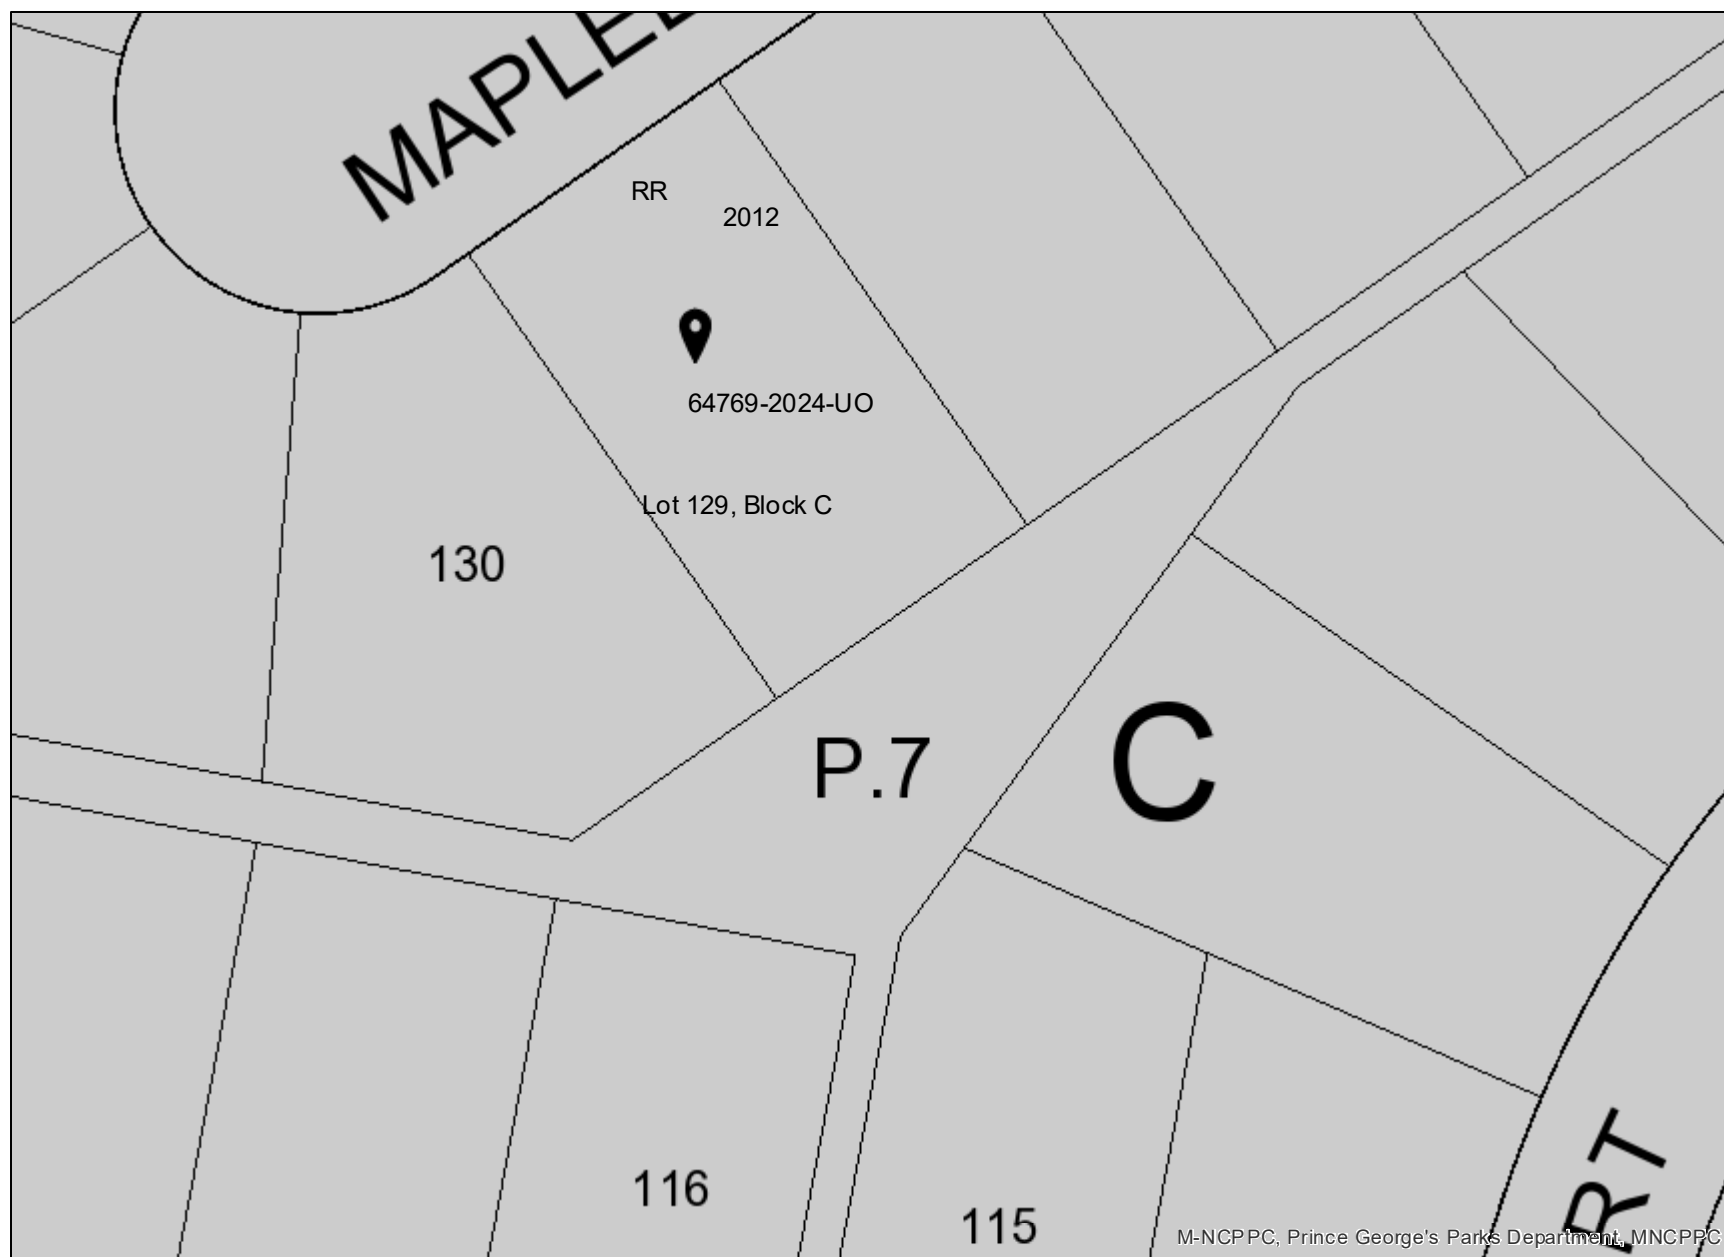 RR
2012
64769-2024-UO
Lot 129, Block C
130
P.7
C
116
115
RT
M-NCPPC, Prince George's Parks Department, MNCPPC